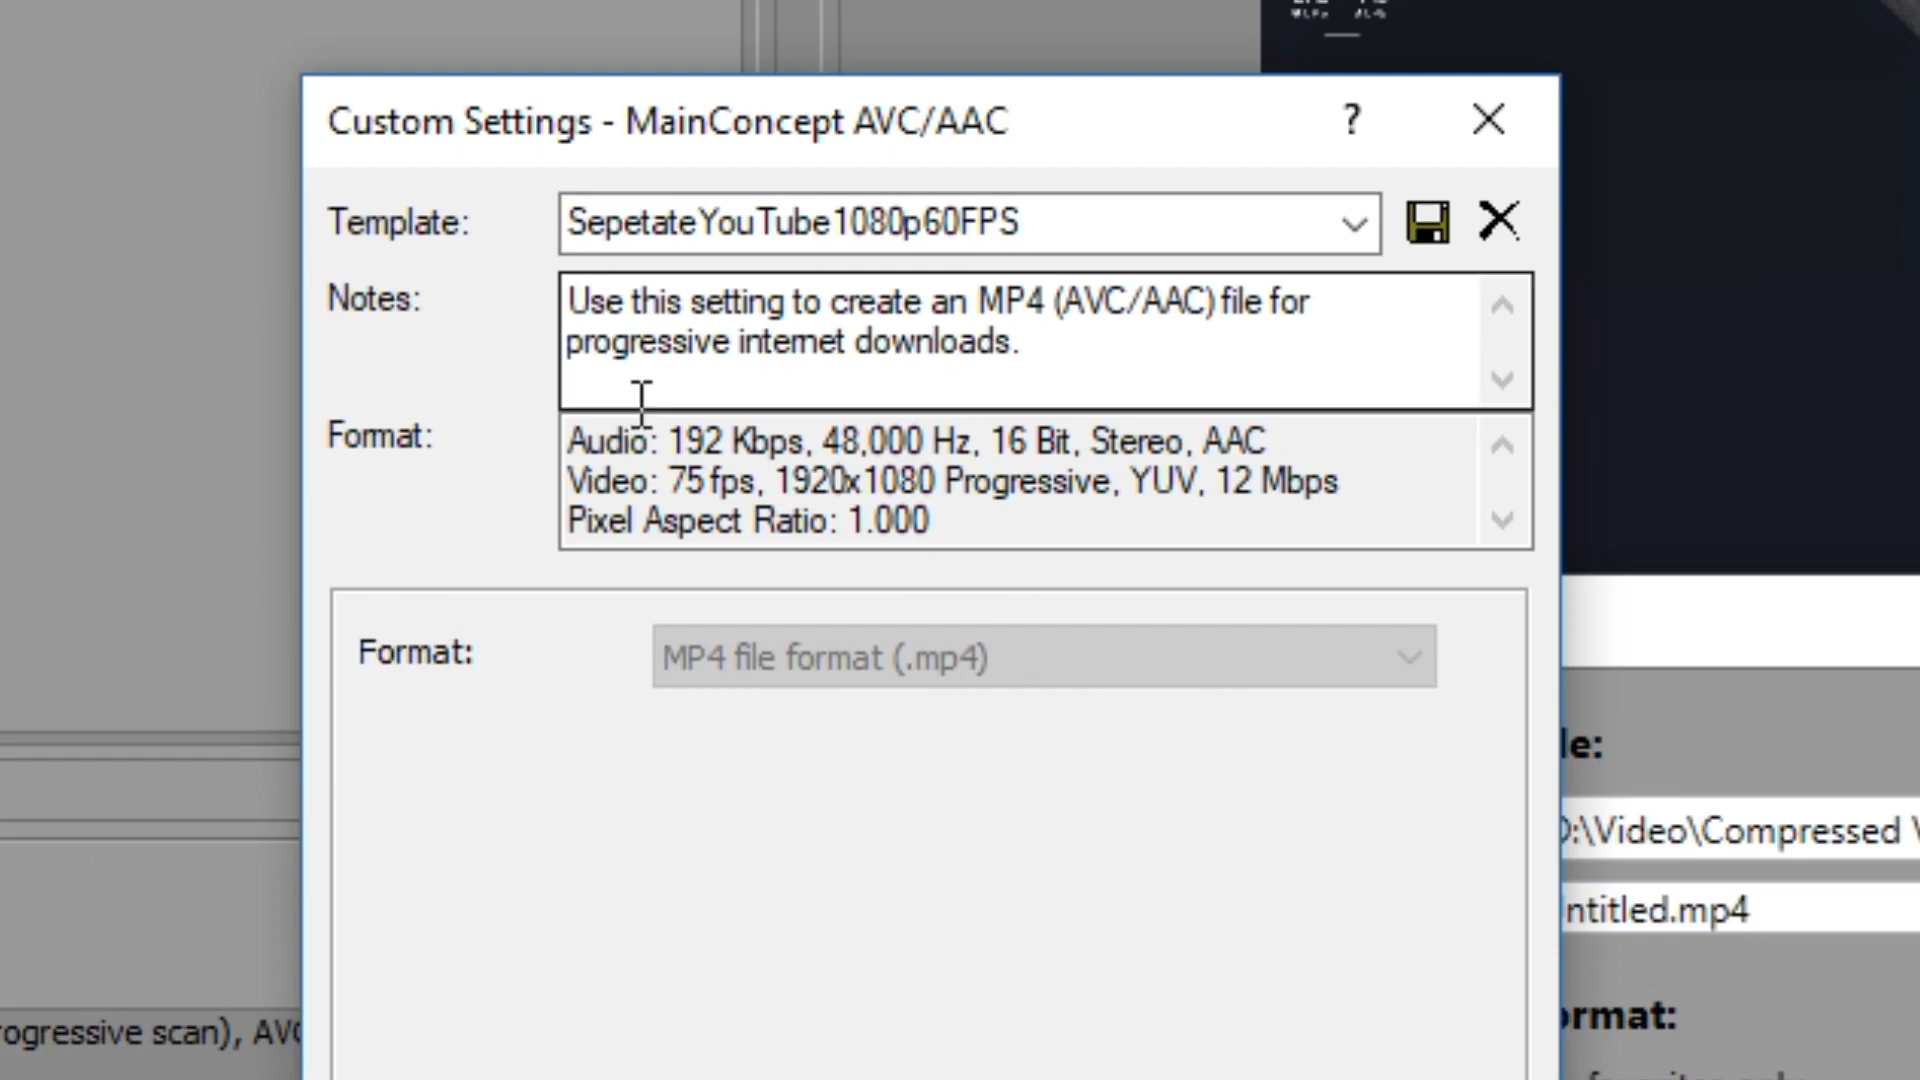 Custom Settings - MainConcept AVC/AAC
?
Template:
SepetateYouTube1080p60FPS
Notes:
Use this setting to create an MP4 (AVC/AAC) file for
progressive internet downloads.
Format:
Audio: 192 Kbps, 48,000 Hz, 16 Bit, Stereo, AAC
Video: 75 fps, 1920x1080 Progressive, YUV, 12 Mbps
Pixel Aspect Ratio: 1.000
Format:
MP4 file format (.mp4)
le:
D:\Video\Compressed V
ntitled.mp4
ormat:
rogressive scan), AVC